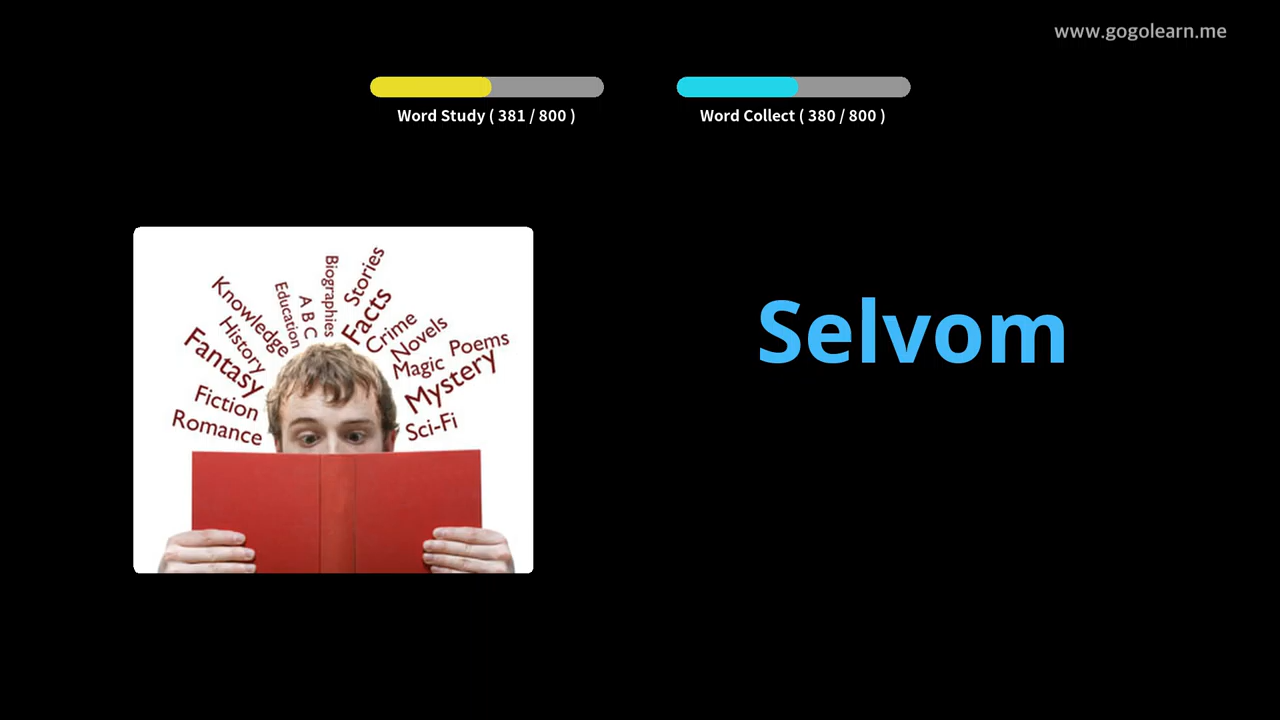 www.gogolearn.me
Word Study ( 381 / 800 )
Word Collect ( 380 / 800 )
Selvom
Romance
Fiction
Fantasy
History
Knowledge
Education
A B C
Biographies
Stories
Facts
Crime
Novels
Magic
Poems
Mystery
Sci-Fi